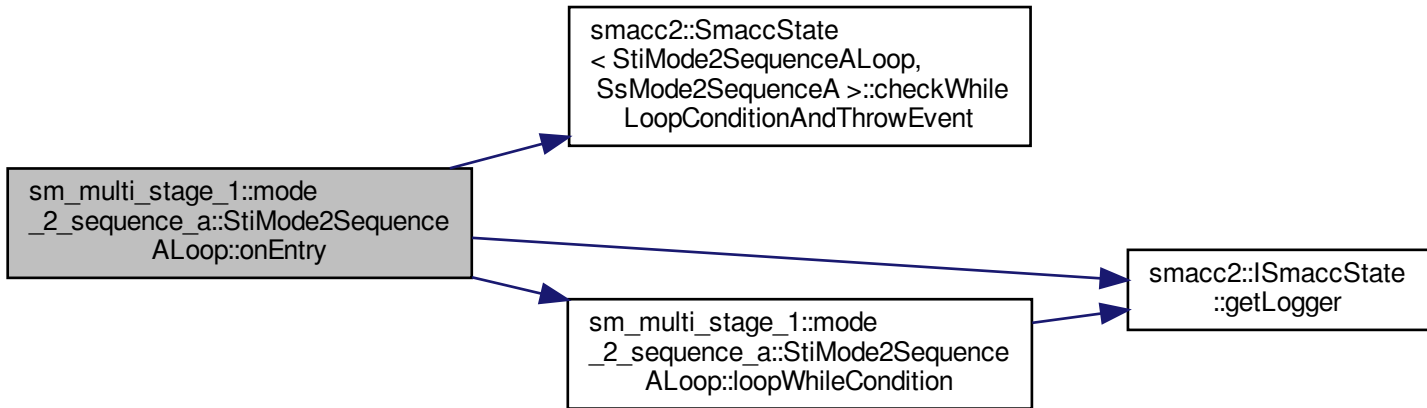 smacc2::SmaccState
< StiMode2SequenceALoop,
SsMode2SequenceA >::checkWhile
LoopConditionAndThrowEvent
sm_multi_stage_1::mode
_2_sequence_a::StiMode2Sequence
ALoop::onEntry
smacc2::ISmaccState
::getLogger
sm_multi_stage_1::mode
_2_sequence_a::StiMode2Sequence
ALoop::loopWhileCondition